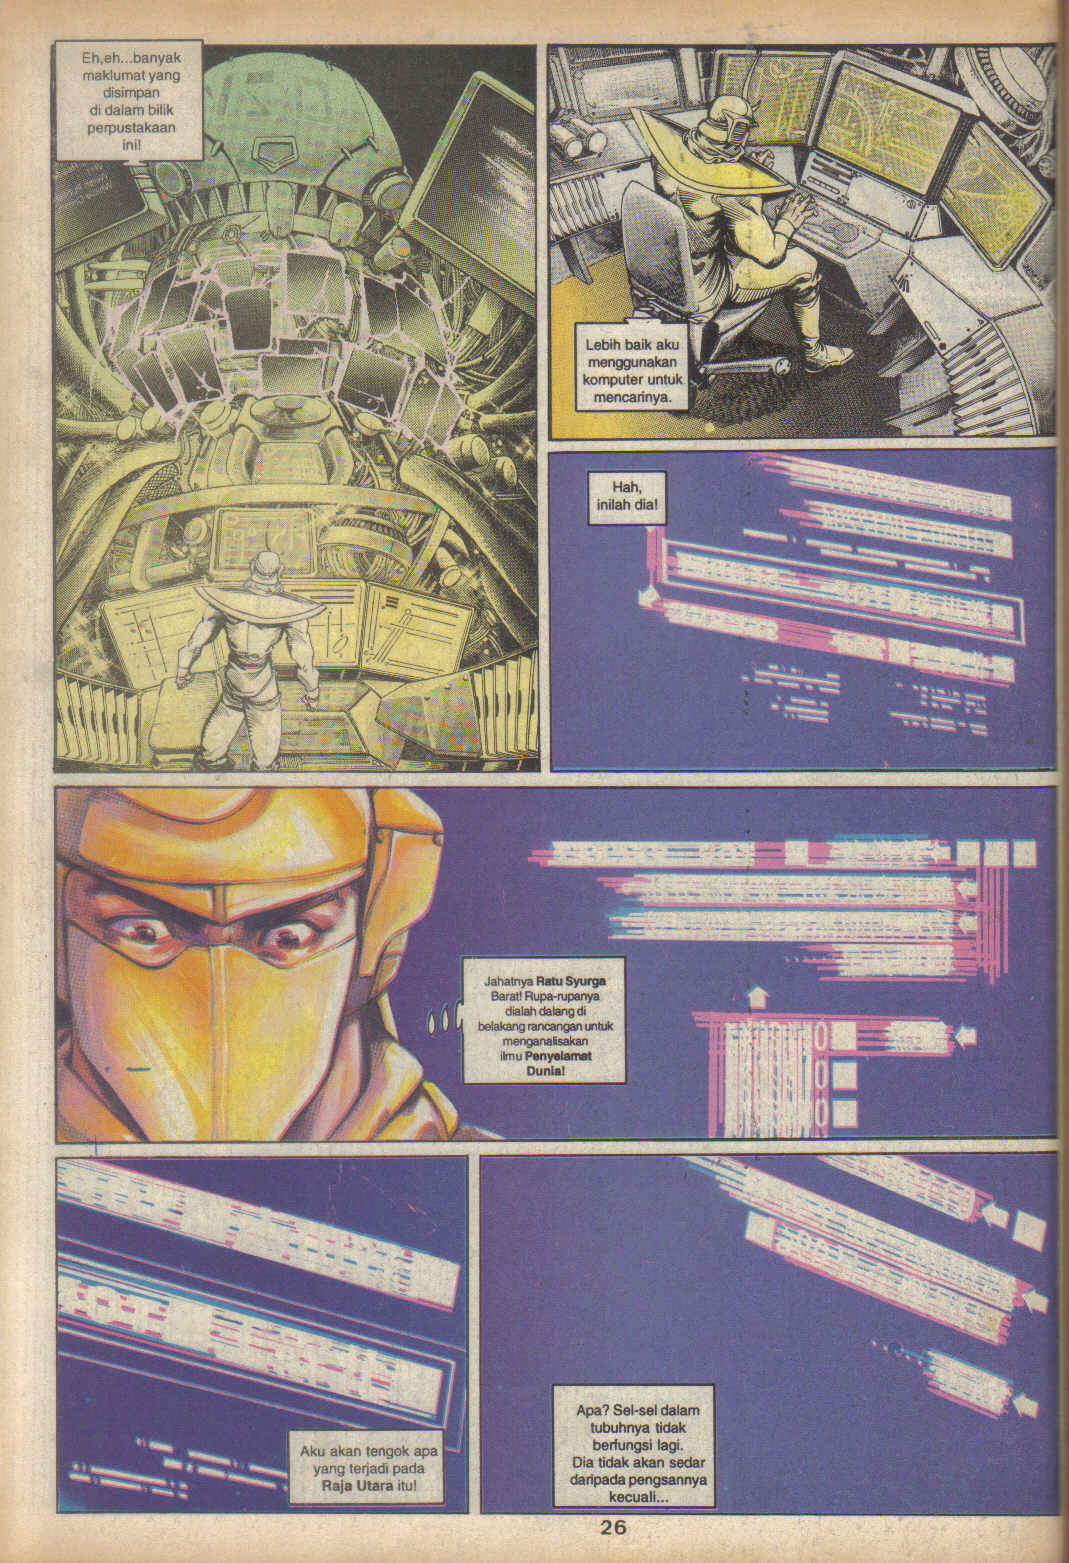 Eh,eh...banyak
maklumat yang
disimpan
di dalam bilik
perpustakaan
ini!
Lebih baik aku
menggunakan
komputer untuk
mencarinya.
Hah,
inilah dia!
Jahatnya Ratu Syurga
Barat! Rupa-rupanya
dialah dalang di
belakang rancangan untuk
menganalisakan
ilmu Penyelamat
Dunia!
Aku akan tengok apa
yang terjadi pada
Raja Utara itu!
Apa? Sel-sel dalam
tubuhnya tidak
berfungsi lagi.
Dia tidak akan sedar
daripada pengsannya
kecuali...
26